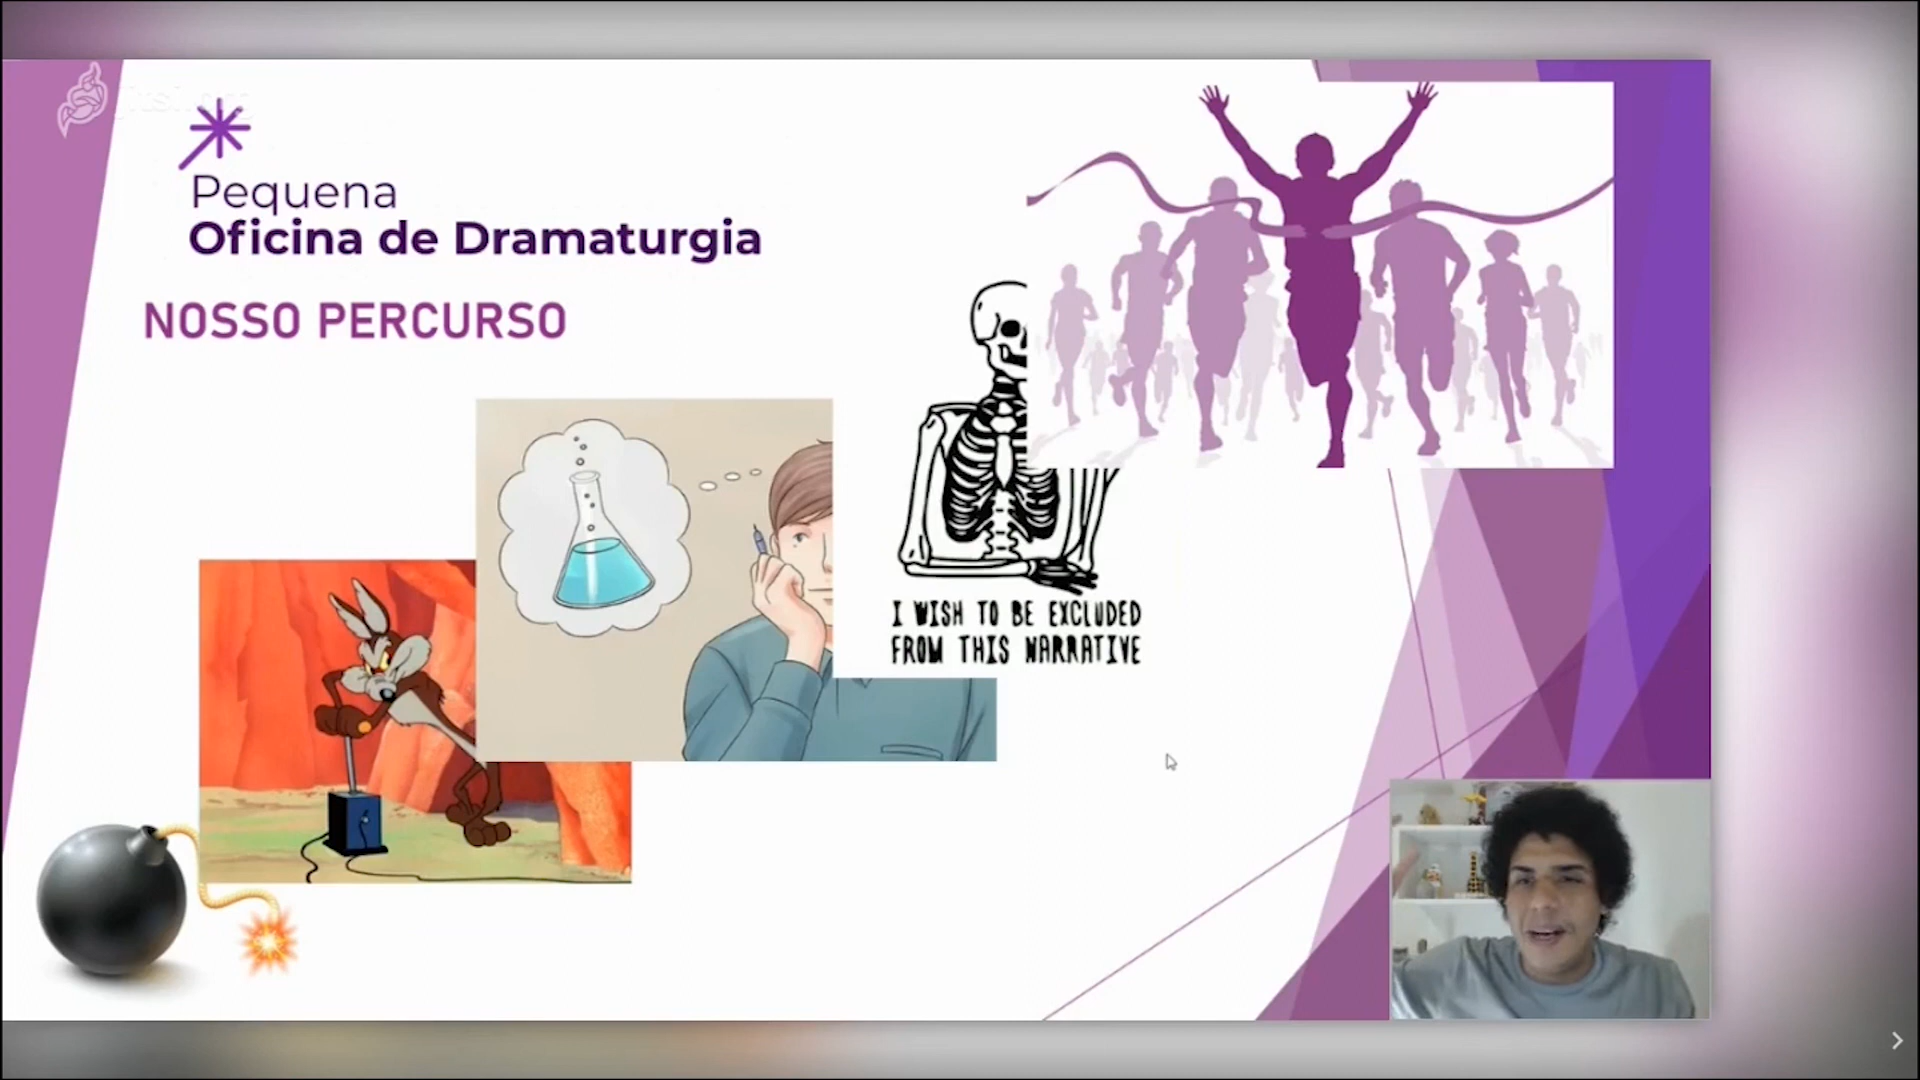 Pequena
Oficina de Dramaturgia
NOSSO PERCURSO
I WISH TO BE EXCLUDED
FROM THIS NARRATIVE